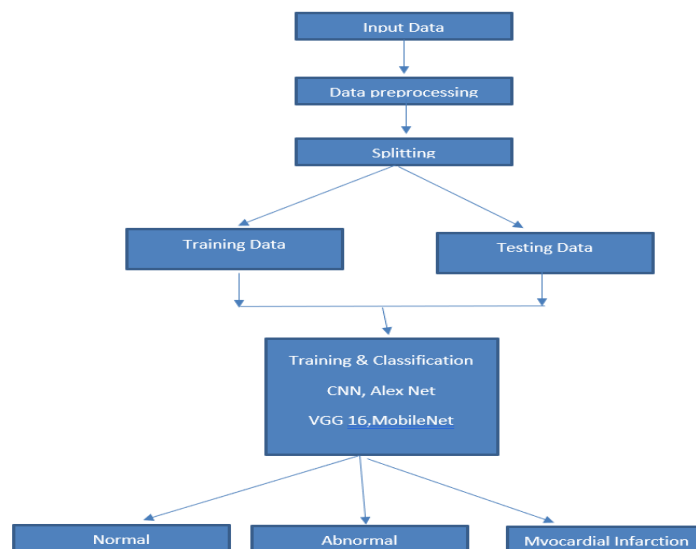 Input Data
Data preprocessing
Splitting
Training Data
Testing Data
Training & Classification
CNN, Alex Net
VGG 16,MobileNet
Normal
Abnormal
Myocardial Infarction